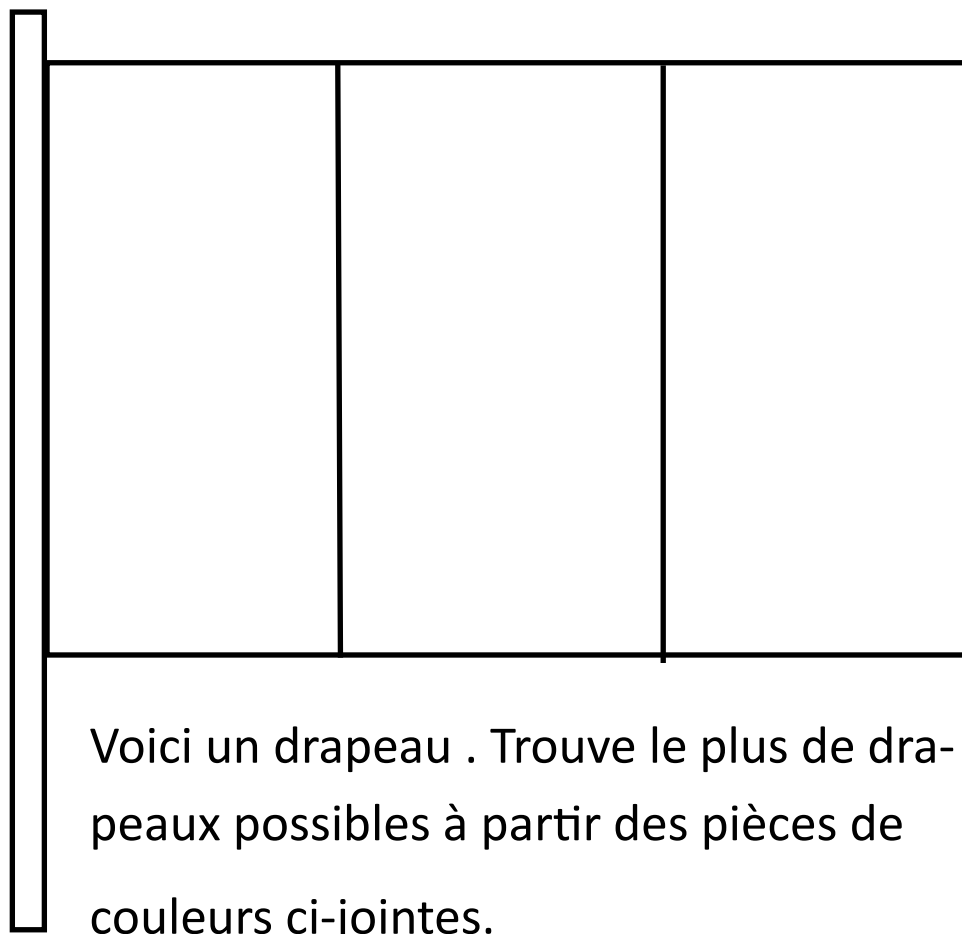 Voici un drapeau . Trouve le plus de dra-
peaux possibles à partir des pièces de
couleurs ci-jointes.